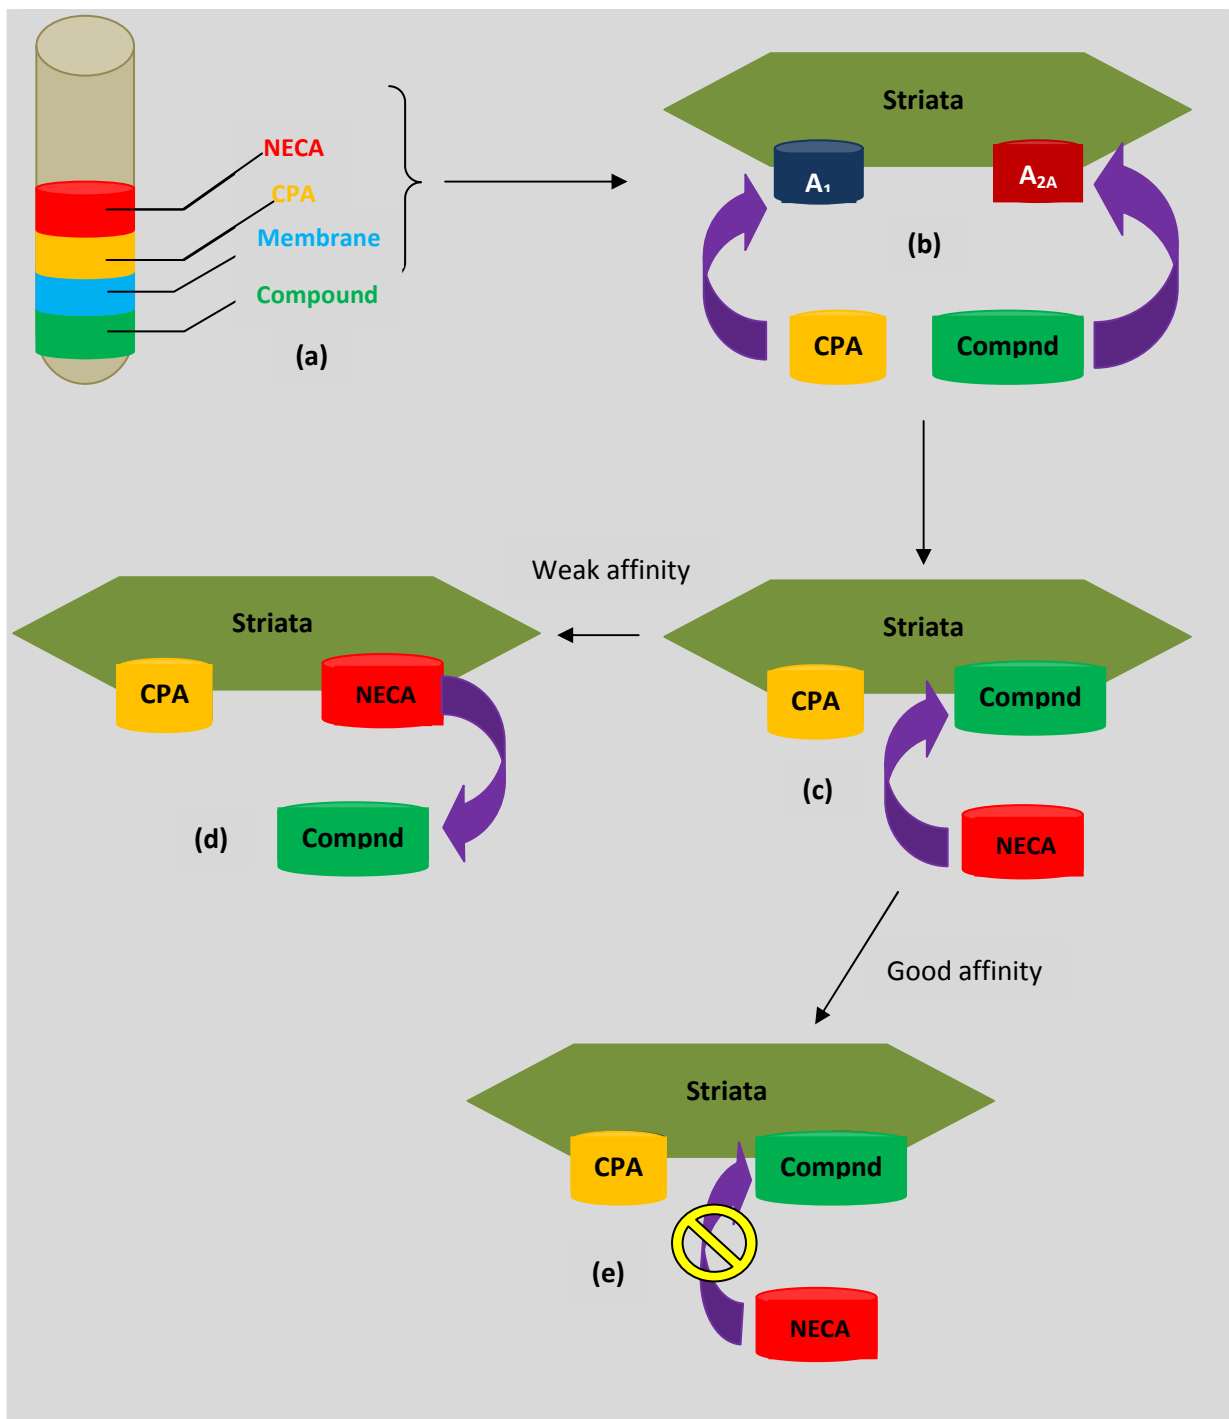 NECA
CPA
Membrane
Compound
(a)
Striata
A₁
A₂A
(b)
CPA
Compnd
Weak affinity
Striata
CPA
NECA
(d)
Compnd
Striata
CPA
Compnd
(c)
NECA
Good affinity
Striata
CPA
Compnd
(e)
NECA